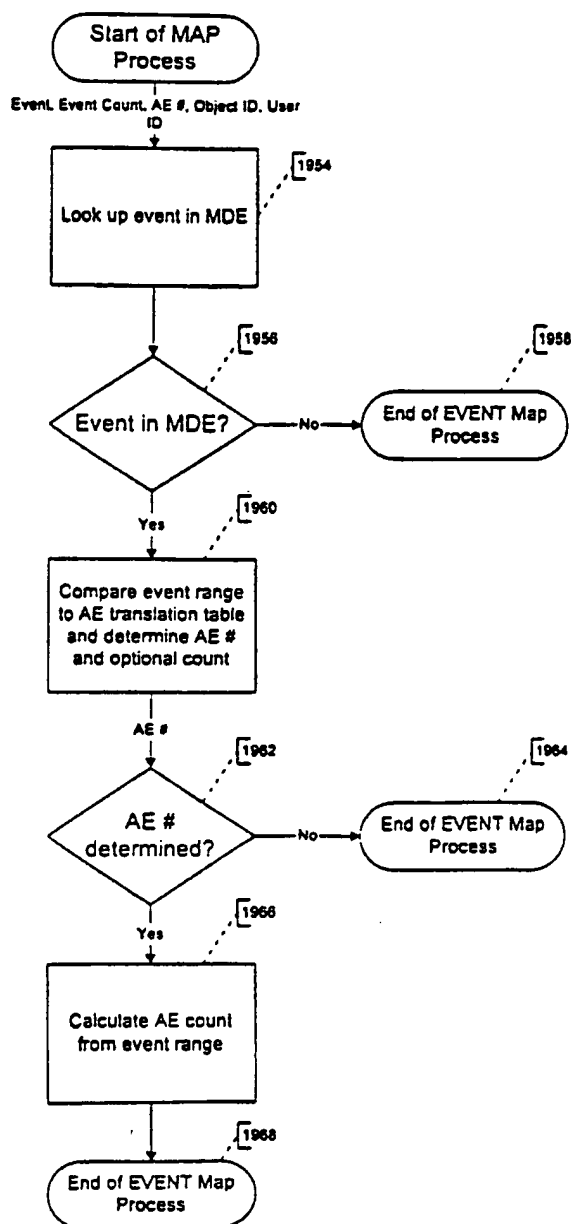 Start of MAP
Process
Event, Event Count, AE #, Object ID, User
ID
1954
Look up event in MDE
1956
Event in MDE?
No
1958
End of EVENT Map
Process
Yes
1960
Compare event range
to AE translation table
and determine AE #
and optional count
AE #
1962
AE #
determined?
No
1964
End of EVENT Map
Process
Yes
1966
Calculate AE count
from event range
1968
End of EVENT Map
Process